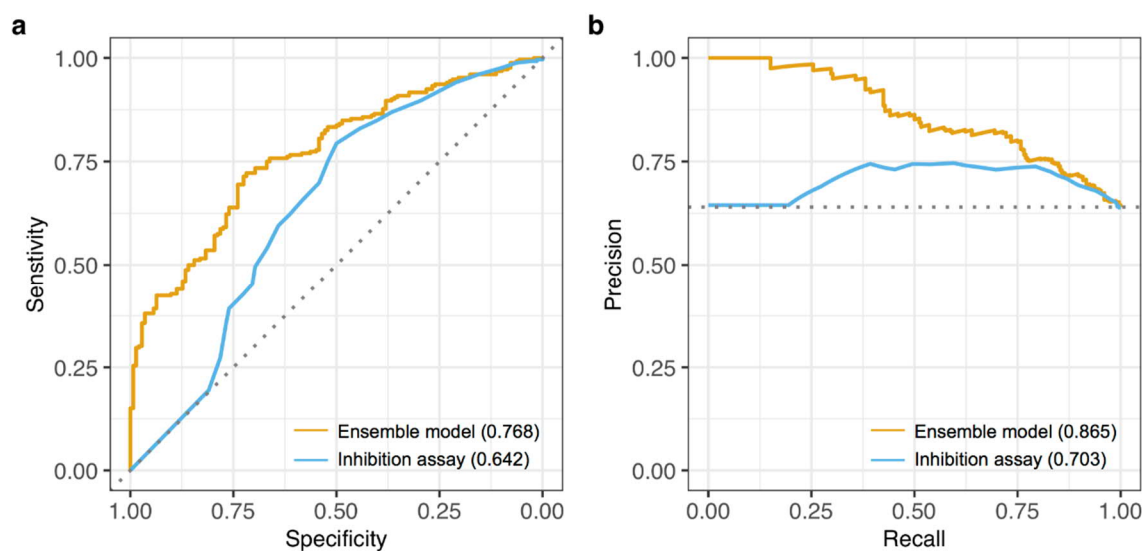 a
1.00
0.75
0.50
0.25
0.00
Senstivity
Ensemble model (0.768)
Inhibition assay (0.642)
1.00 0.75 0.50 0.25 0.00
Specificity
b
1.00
0.75
0.50
0.25
0.00
Precision
Ensemble model (0.865)
Inhibition assay (0.703)
0.00 0.25 0.50 0.75 1.00
Recall